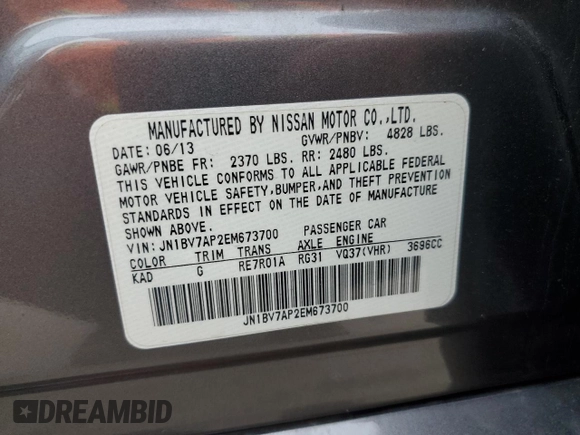 MANUFACTURED BY NISSAN MOTOR CO.,LTD.
DATE: 06/13 GVWR/PNBV: 4828 LBS.
GAWR/PNBE FR: 2370 LBS. RR: 2480 LBS.
THIS VEHICLE CONFORMS TO ALL APPLICABLE FEDERAL
MOTOR VEHICLE SAFETY,BUMPER,AND THEFT PREVENTION
STANDARDS IN EFFECT ON THE DATE OF MANUFACTURE
SHOWN ABOVE.
VIN: JN1BV7AP2EM673700 PASSENGER CAR
COLOR TRIM TRANS AXLE ENGINE
KAD G RE7R01A RG31 VQ37(VHR) 3696CC
JN1BV7AP2EM673700
DREAMBID